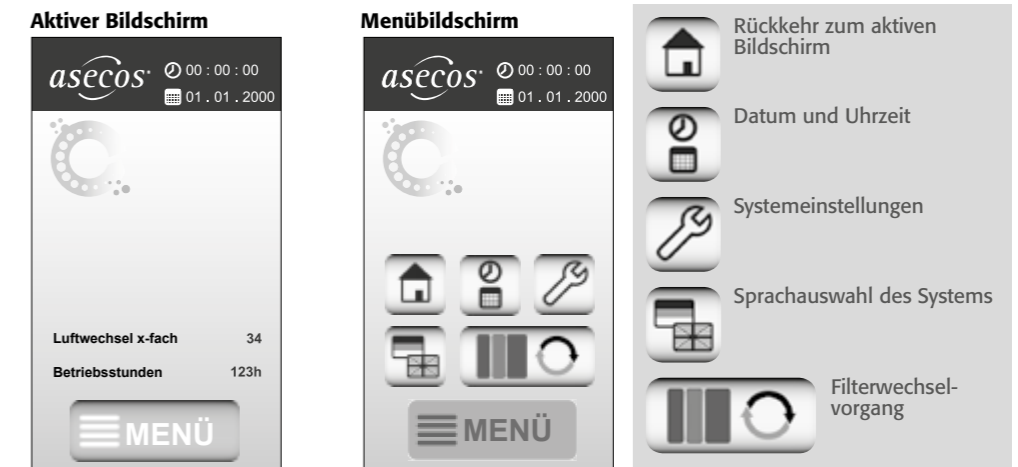 Aktiver Bildschirm
asecos
00 : 00 : 00
01 . 01 . 2000
Luftwechsel x-fach 34
Betriebsstunden 123h
MENÜ
Menübildschirm
asecos
00 : 00 : 00
01 . 01 . 2000
MENÜ
Rückkehr zum aktiven
Bildschirm
Datum und Uhrzeit
Systemeinstellungen
Sprachauswahl des Systems
Filterwechsel-
vorgang